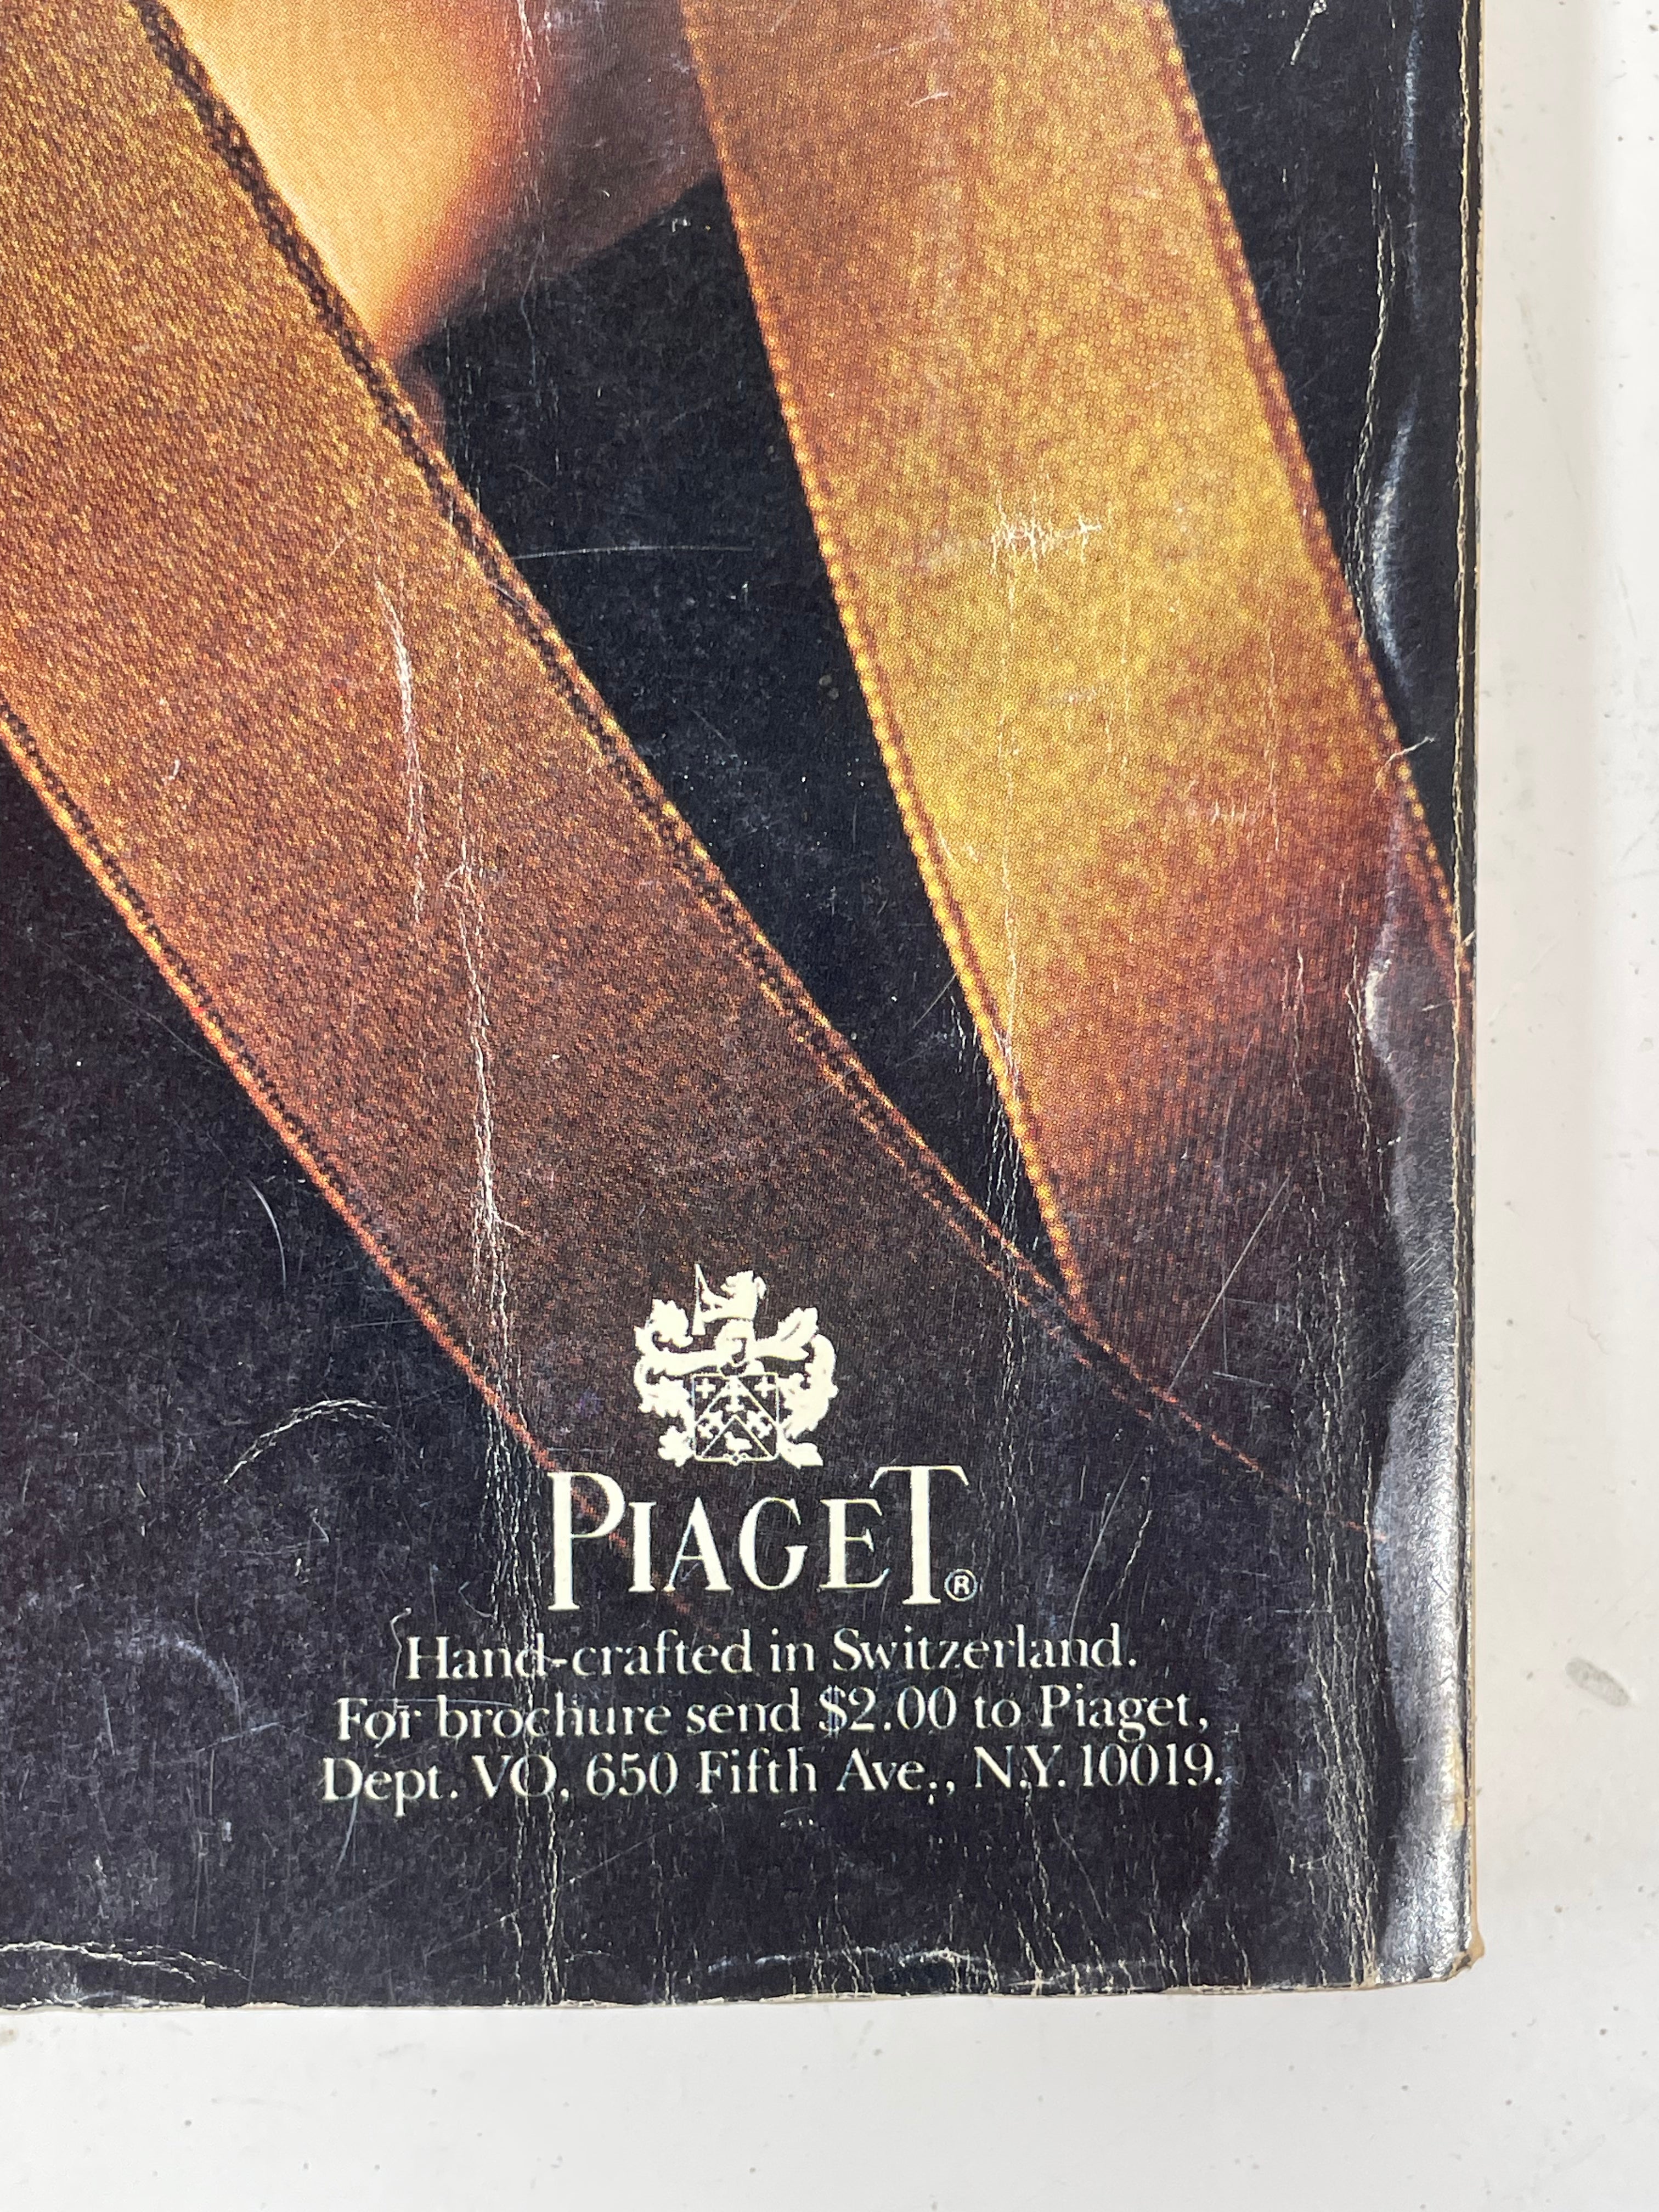 PIAGET®
Hand-crafted in Switzerland.
For brochure send $2.00 to Piaget,
Dept. VO, 650 Fifth Ave., N.Y. 10019.